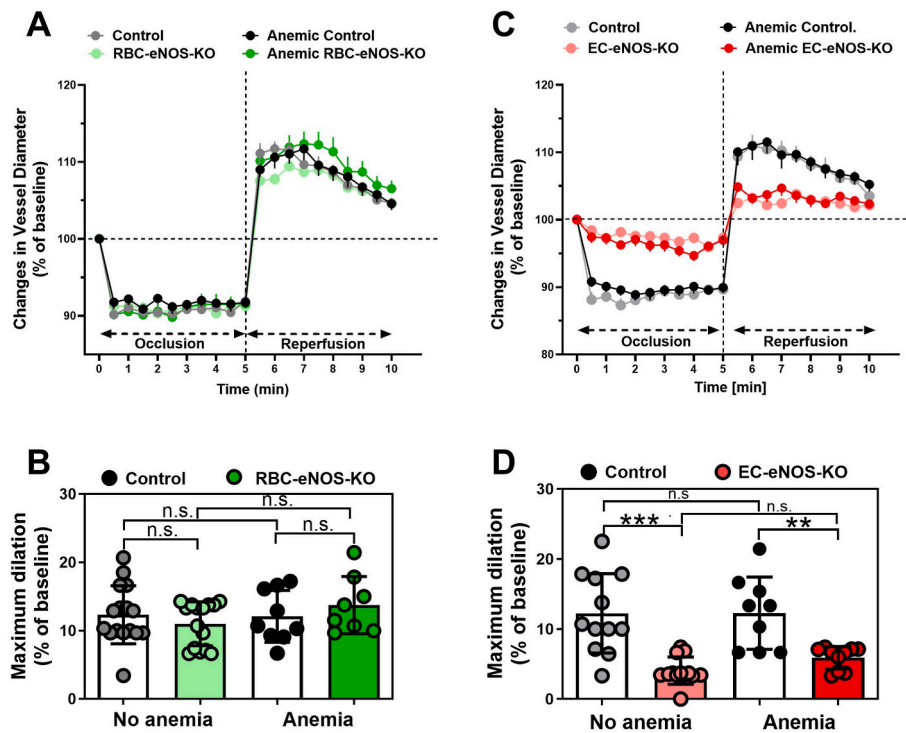 A
Control
Anemic Control
RBC-eNOS-KO
Anemic RBC-eNOS-KO
Changes in Vessel Diameter
(% of baseline)
120
110
100
90
Occlusion
Reperfusion
0 1 2 3 4 5 6 7 8 9 10
Time (min)
C
Control
Anemic Control.
EC-eNOS-KO
Anemic EC-eNOS-KO
Changes in Vessel Diameter
(% of baseline)
120
110
100
90
80
Occlusion
Reperfusion
0 1 2 3 4 5 6 7 8 9 10
Time [min]
B
Control
RBC-eNOS-KO
Maximum dilation
(% of baseline)
30
20
10
0
n.s.
n.s.
n.s.
n.s.
No anemia
Anemia
D
Control
EC-eNOS-KO
Maximum dilation
(% of baseline)
30
20
10
0
n.s
n.s.
***
**
No anemia
Anemia